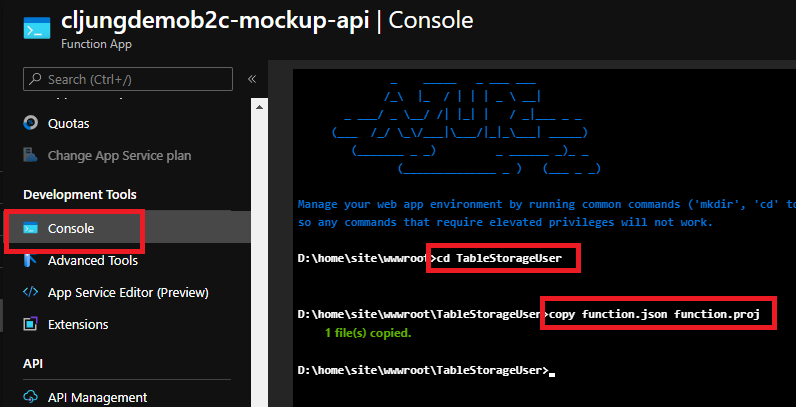 cljungdemob2c-mockup-api | Console
Function App
Search (Ctrl+/)
«
Quotas
Change App Service plan
Development Tools
Console
Advanced Tools
App Service Editor (Preview)
Extensions
API
API Management
Manage your web app environment by running common commands ('mkdir', 'cd' to
so any commands that require elevated privileges will not work.
D:\home\site\wwwroot>cd TableStorageUser
D:\home\site\wwwroot\TableStorageUser>copy function.json function.proj
1 file(s) copied.
D:\home\site\wwwroot\TableStorageUser>